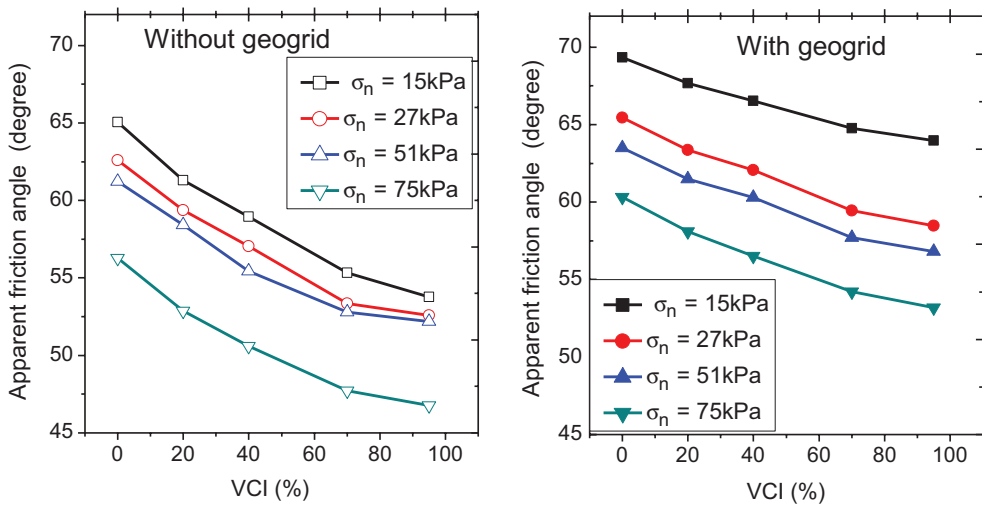 Without geogrid
σn = 15kPa
σn = 27kPa
σn = 51kPa
σn = 75kPa
70
65
60
55
50
45
0 20 40 60 80 100
VCI (%)
Apparent friction angle (degree)
With geogrid
σn = 15kPa
σn = 27kPa
σn = 51kPa
σn = 75kPa
70
65
60
55
50
45
0 20 40 60 80 100
VCI (%)
Apparent friction angle (degree)